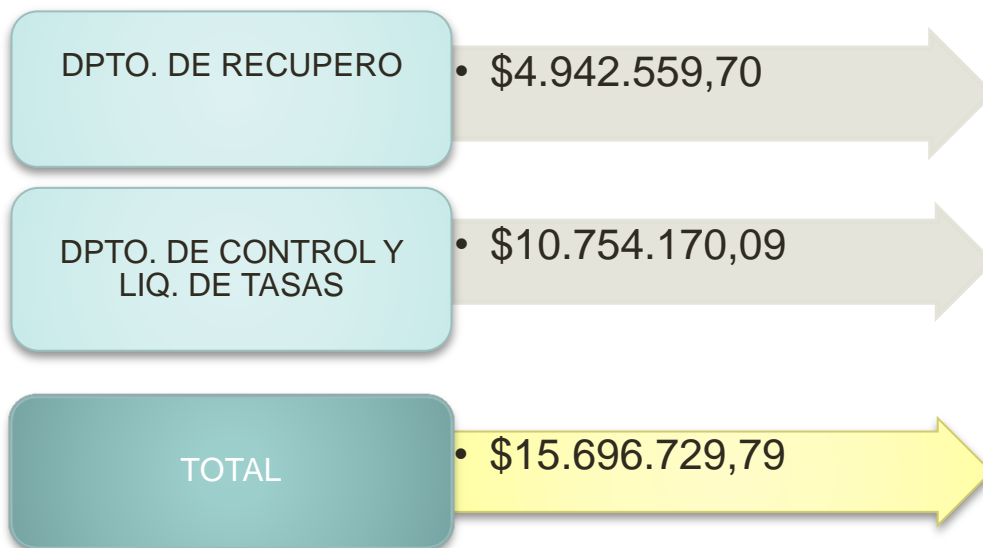 DPTO. DE RECUPERO
• $4.942.559,70
DPTO. DE CONTROL Y
LIQ. DE TASAS
• $10.754.170,09
TOTAL
• $15.696.729,79